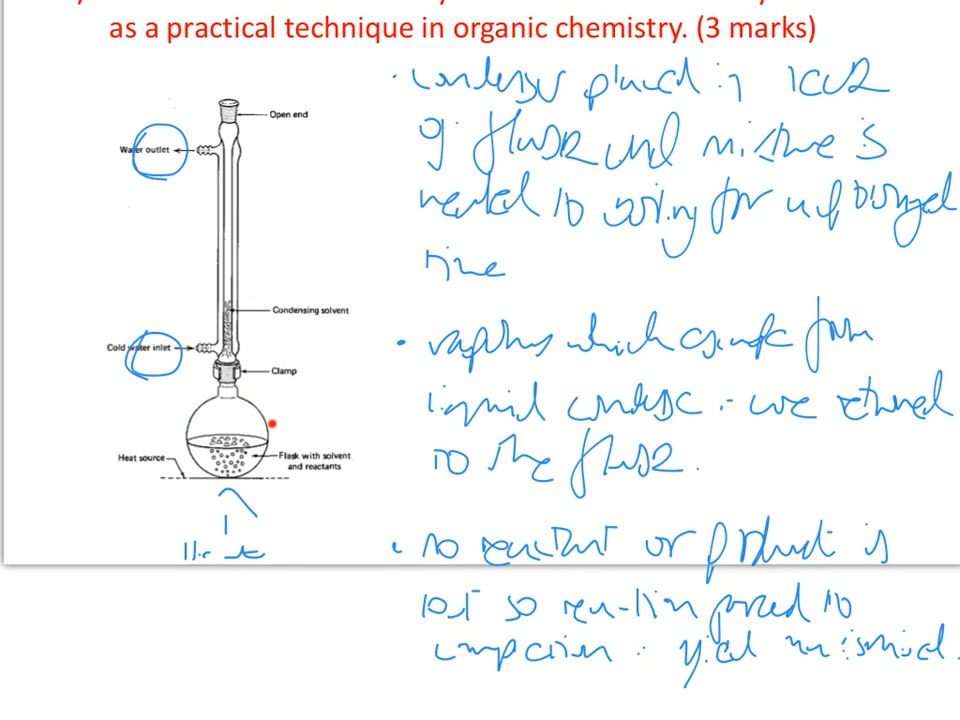 as a practical technique in organic chemistry. (3 marks)
Open end
Water outlet
Condensing solvent
Cold water inlet
Clamp
Heat source
Flask with solvent
and reactants
Heat
• condenser placed in neck
of flask and mixture is
heated to boiling for a prolonged
time
• vapours which escape from
liquid condense are returned
to the flask.
• no reactant or product is
lost so reaction proceed to
completion ∴ yield maximised.